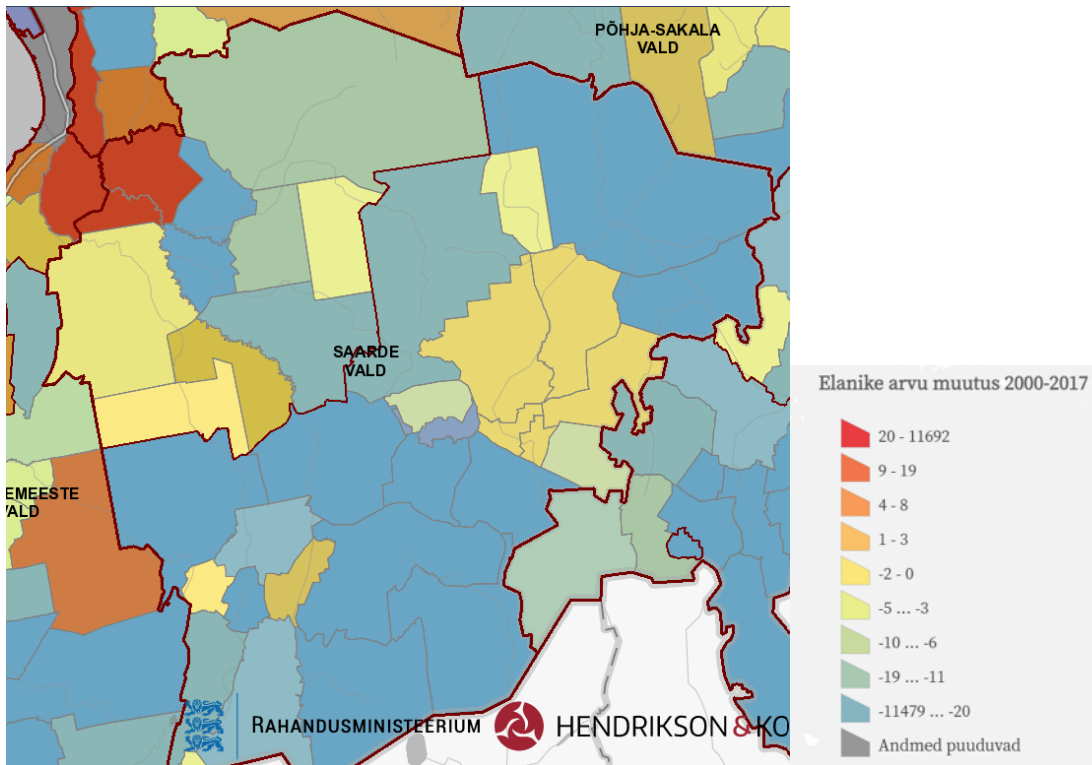 PÕHJA-SAKALA
VALD
SAARDE
VALD
EMEESTE
VALD
RAHANDUSMINISTEERIUM
HENDRIKSON & KO
Elanike arvu muutus 2000-2017
20 - 11692
9 - 19
4 - 8
1 - 3
-2 - 0
-5 ... -3
-10 ... -6
-19 ... -11
-11479 ... -20
Andmed puuduvad